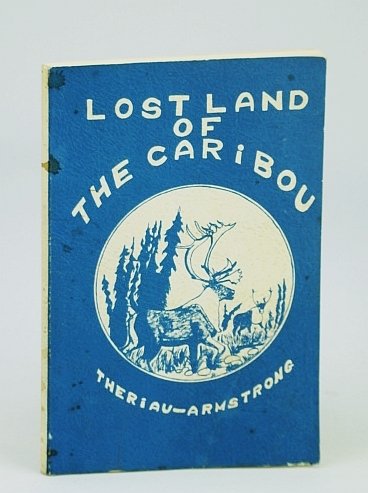 LOST LAND
OF
THE CARiBOU
THERiAU-ARMSTRONG